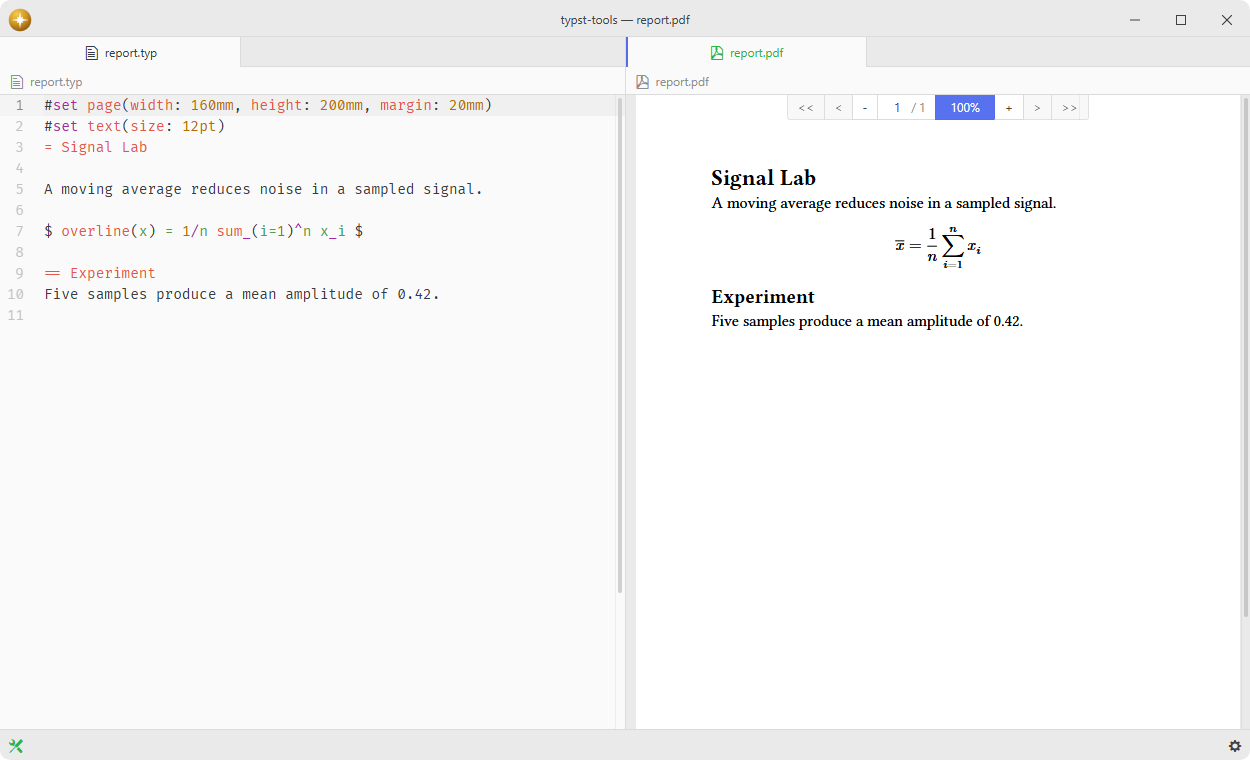 typst-tools — report.pdf
report.typ
report.pdf
report.typ
report.pdf
1 #set page(width: 160mm, height: 200mm, margin: 20mm)
2 #set text(size: 12pt)
3 = Signal Lab
4
5 A moving average reduces noise in a sampled signal.
6
7 $ overline(x) = 1/n sum_(i=1)^n x_i $
8
9 == Experiment
10 Five samples produce a mean amplitude of 0.42.
11
<< < - 1 / 1 100% + > >>
Signal Lab
A moving average reduces noise in a sampled signal.
x̅ = 1/n ∑_{i=1}^{n} x_i
Experiment
Five samples produce a mean amplitude of 0.42.